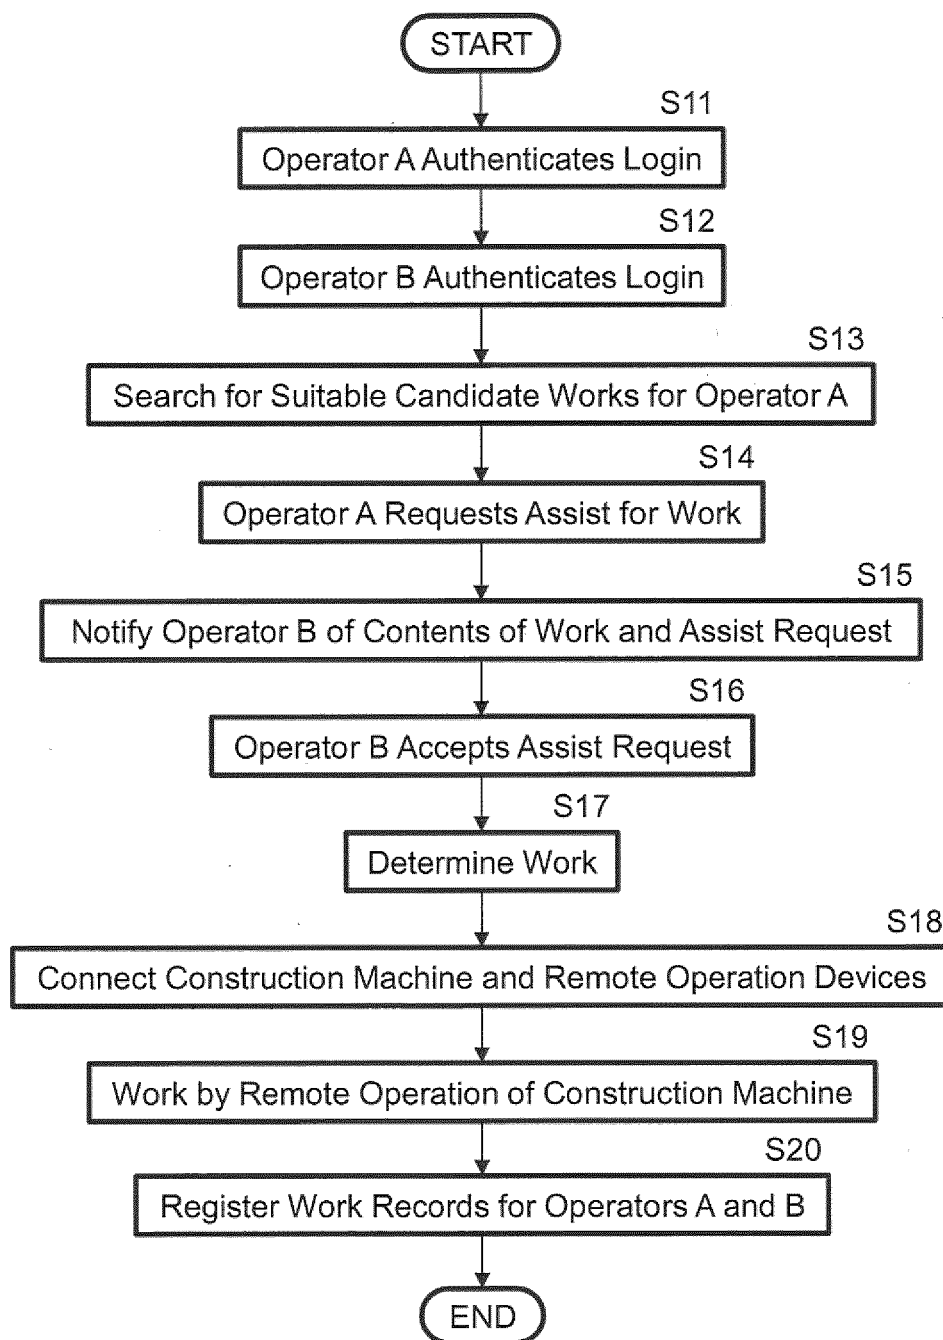 START
S11
Operator A Authenticates Login
S12
Operator B Authenticates Login
S13
Search for Suitable Candidate Works for Operator A
S14
Operator A Requests Assist for Work
S15
Notify Operator B of Contents of Work and Assist Request
S16
Operator B Accepts Assist Request
S17
Determine Work
S18
Connect Construction Machine and Remote Operation Devices
S19
Work by Remote Operation of Construction Machine
S20
Register Work Records for Operators A and B
END